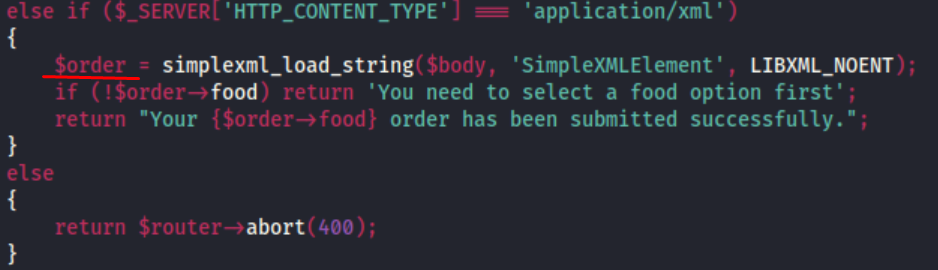 else if ($_SERVER['HTTP_CONTENT_TYPE'] === 'application/xml')
{
    $order = simplexml_load_string($body, 'SimpleXMLElement', LIBXML_NOENT);
    if (!$order->food) return 'You need to select a food option first';
    return "Your {$order->food} order has been submitted successfully.";
}
else
{
    return $router->abort(400);
}